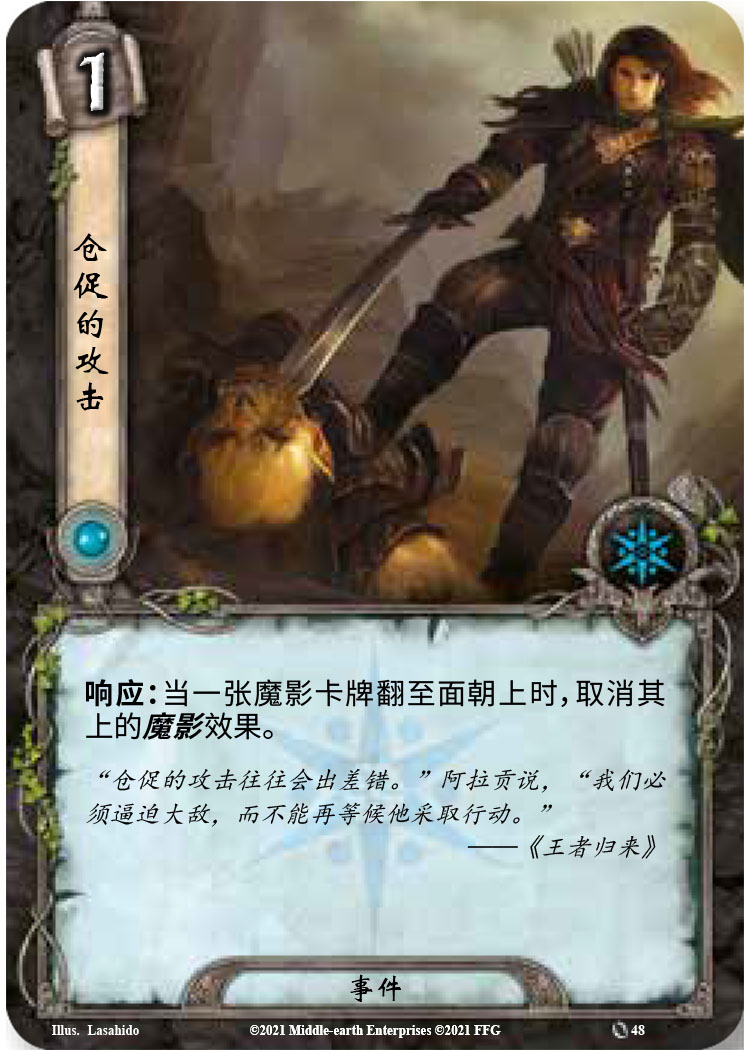 1
仓促的攻击
响应：当一张魔影卡牌翻至面朝上时，取消其
上的魔影效果。
“仓促的攻击往往会出差错。”阿拉贡说，“我们必
须逼迫大敌，而不能再等候他采取行动。”
——《王者归来》
事件
Illus. Lasahido
©2021 Middle-earth Enterprises ©2021 FFG
48